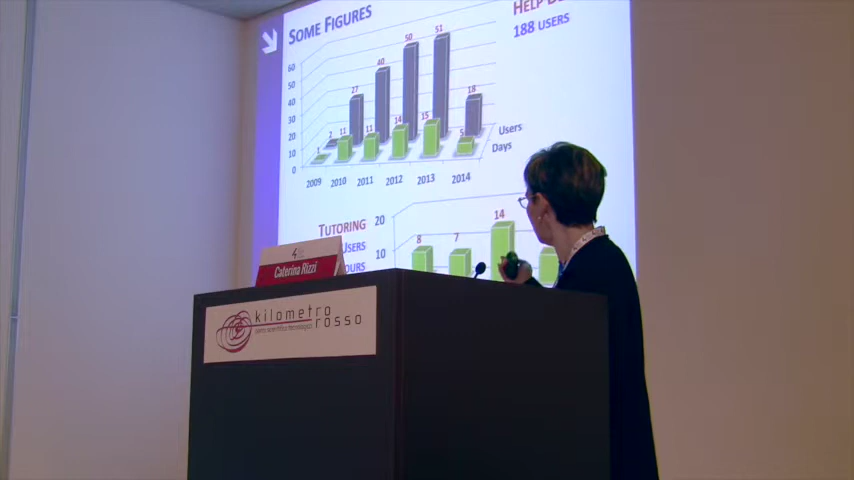 SOME FIGURES
HELP
188 USERS
60
50
40
30
20
10
0
2
27
40
50
51
18
1
11
11
14
15
5
Users
Days
2009 2010 2011 2012 2013 2014
TUTORING
USERS
OURS
20
10
8
7
14
Caterina Rizzi
kilometro
rosso